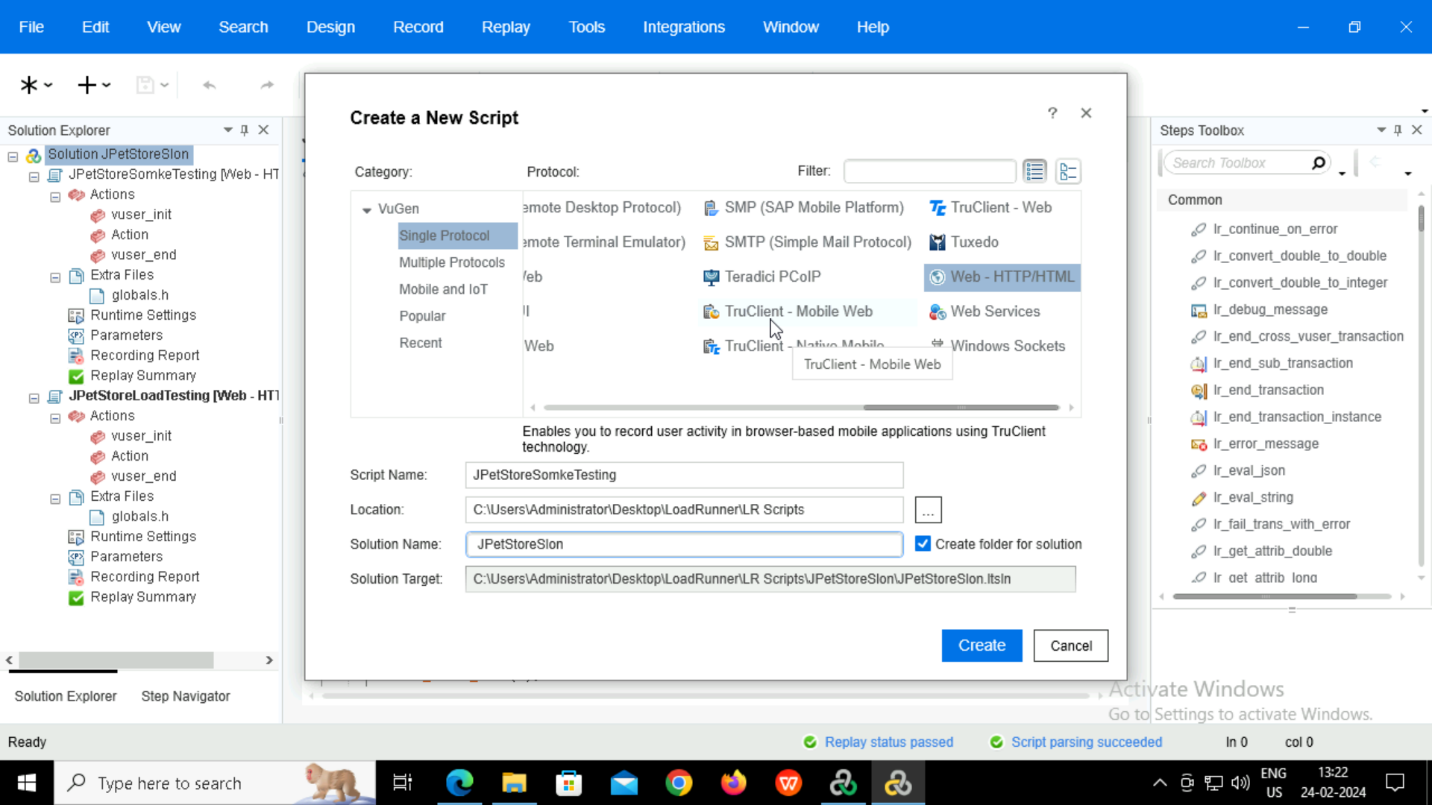 File Edit View Search Design Record Replay Tools Integrations Window Help
Solution Explorer
Solution JPetStoreSlon
JPetStoreSomkeTesting [Web - HT
Actions
vuser_init
Action
vuser_end
Extra Files
globals.h
Runtime Settings
Parameters
Recording Report
Replay Summary
JPetStoreLoadTesting [Web - HT
Actions
vuser_init
Action
vuser_end
Extra Files
globals.h
Runtime Settings
Parameters
Recording Report
Replay Summary
Solution Explorer Step Navigator
Create a New Script
?
Category: Protocol: Filter:
VuGen
Single Protocol
Multiple Protocols
Mobile and IoT
Popular
Recent
emote Desktop Protocol) SMP (SAP Mobile Platform) TruClient - Web
emote Terminal Emulator) SMTP (Simple Mail Protocol) Tuxedo
Web Teradici PCoIP Web - HTTP/HTML
TruClient - Mobile Web Web Services
Web TruClient - Native Mobile Windows Sockets
TruClient - Mobile Web
Enables you to record user activity in browser-based mobile applications using TruClient
technology.
Script Name: JPetStoreSomkeTesting
Location: C:\Users\Administrator\Desktop\LoadRunner\LR Scripts ...
Solution Name: JPetStoreSlon Create folder for solution
Solution Target: C:\Users\Administrator\Desktop\LoadRunner\LR Scripts\JPetStoreSlon\JPetStoreSlon.ltsln
Create Cancel
Steps Toolbox
Search Toolbox
Common
lr_continue_on_error
lr_convert_double_to_double
lr_convert_double_to_integer
lr_debug_message
lr_end_cross_vuser_transaction
lr_end_sub_transaction
lr_end_transaction
lr_end_transaction_instance
lr_error_message
lr_eval_json
lr_eval_string
lr_fail_trans_with_error
lr_get_attrib_double
lr_get_attrib_long
Activate Windows
Go to Settings to activate Windows.
Ready Replay status passed Script parsing succeeded ln 0 col 0
Type here to search
ENG
US
13:22
24-02-2024